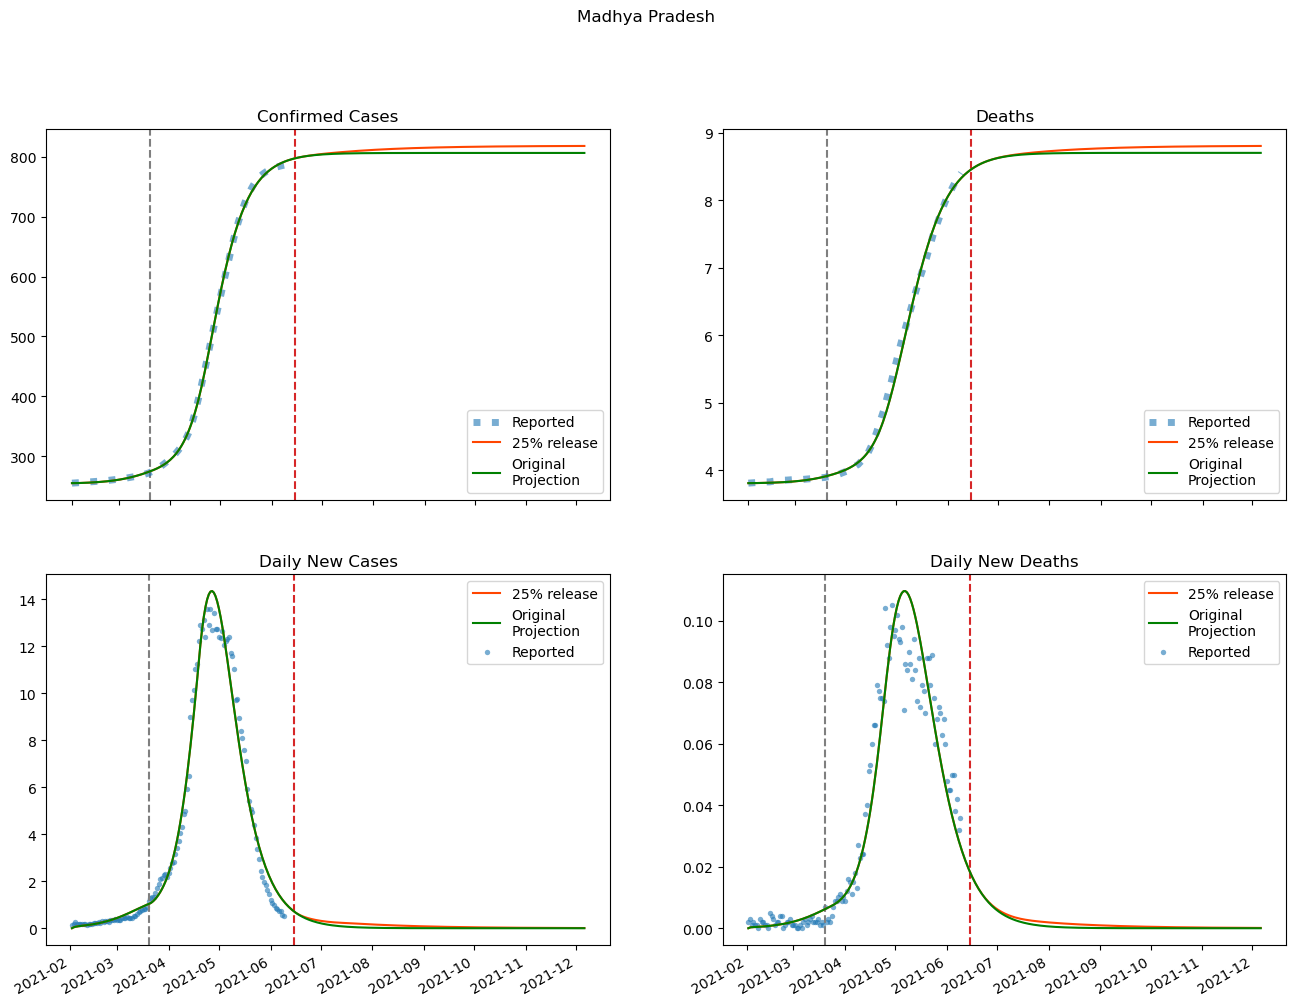 Madhya Pradesh
Confirmed Cases
800
700
600
500
400
300
Reported
25% release
Original
Projection
Deaths
9
8
7
6
5
4
Reported
25% release
Original
Projection
Daily New Cases
14
12
10
8
6
4
2
0
25% release
Original
Projection
Reported
2021-02
2021-03
2021-04
2021-05
2021-06
2021-07
2021-08
2021-09
2021-10
2021-11
2021-12
Daily New Deaths
0.10
0.08
0.06
0.04
0.02
0.00
25% release
Original
Projection
Reported
2021-02
2021-03
2021-04
2021-05
2021-06
2021-07
2021-08
2021-09
2021-10
2021-11
2021-12